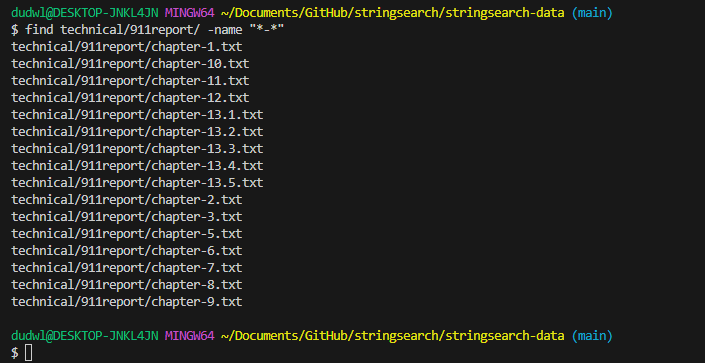 dudwl@DESKTOP-JNKL4JN MINGW64 ~/Documents/GitHub/stringsearch/stringsearch-data (main)
$ find technical/911report/ -name "*-*"
technical/911report/chapter-1.txt
technical/911report/chapter-10.txt
technical/911report/chapter-11.txt
technical/911report/chapter-12.txt
technical/911report/chapter-13.1.txt
technical/911report/chapter-13.2.txt
technical/911report/chapter-13.3.txt
technical/911report/chapter-13.4.txt
technical/911report/chapter-13.5.txt
technical/911report/chapter-2.txt
technical/911report/chapter-3.txt
technical/911report/chapter-5.txt
technical/911report/chapter-6.txt
technical/911report/chapter-7.txt
technical/911report/chapter-8.txt
technical/911report/chapter-9.txt
dudwl@DESKTOP-JNKL4JN MINGW64 ~/Documents/GitHub/stringsearch/stringsearch-data (main)
$